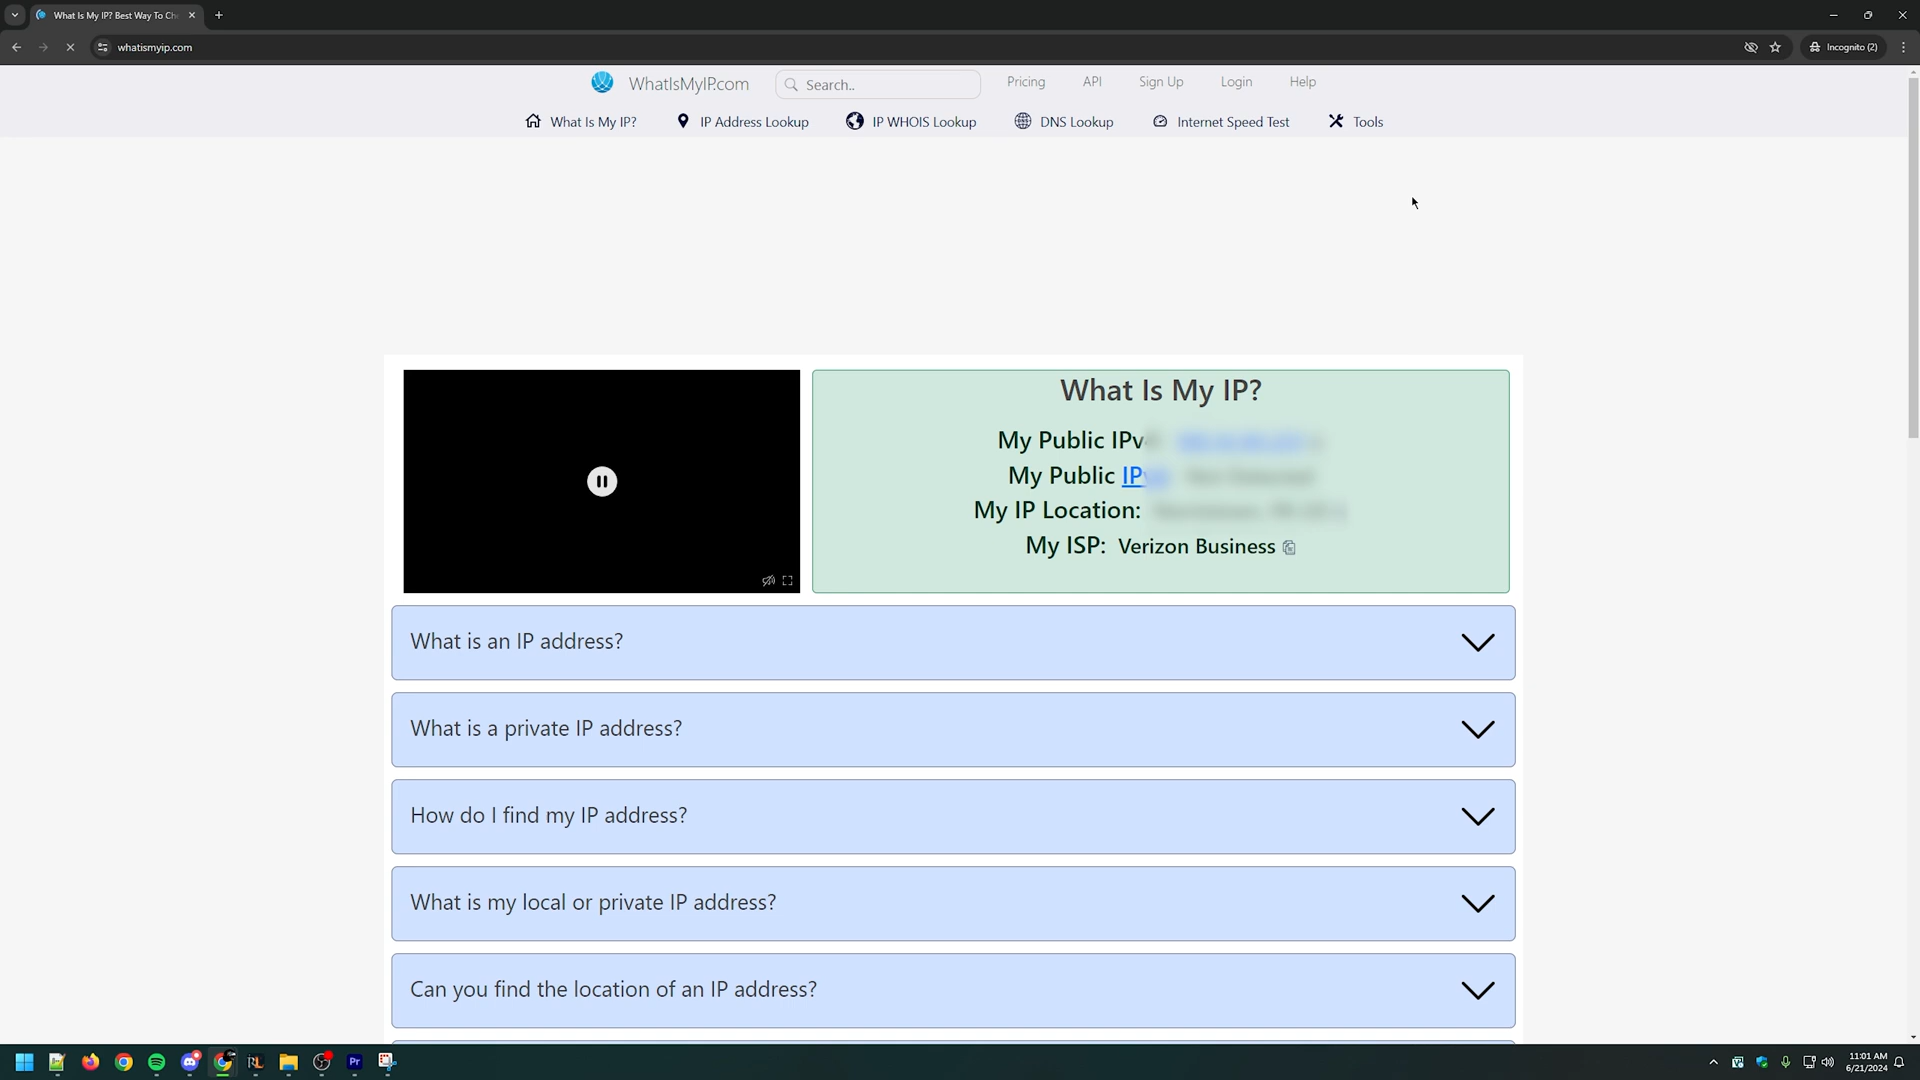 What Is My IP? Best Way To Ch
whatismyip.com
Incognito (2)
WhatIsMyIP.com
Search..
Pricing
API
Sign Up
Login
Help
What Is My IP?
IP Address Lookup
IP WHOIS Lookup
DNS Lookup
Internet Speed Test
Tools
What Is My IP?
My Public IPv
My Public IP
My IP Location:
My ISP: Verizon Business
What is an IP address?
What is a private IP address?
How do I find my IP address?
What is my local or private IP address?
Can you find the location of an IP address?
Pr
11:01 AM
6/21/2024